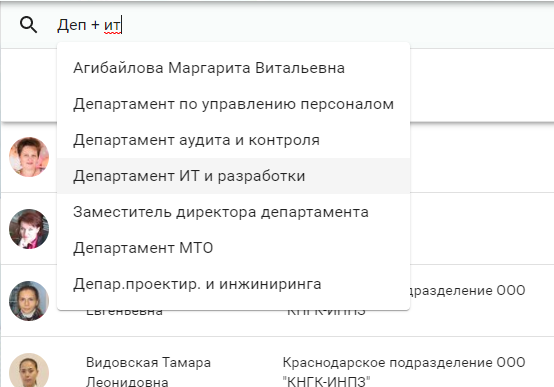 Деп + ит
Агибайлова Маргарита Витальевна
Департамент по управлению персоналом
Департамент аудита и контроля
Департамент ИТ и разработки
Заместитель директора департамента
Департамент МТО
Депар.проектир. и инжиниринга
разделение ООО
Евгеньевна "КНГК-ИНПЗ"
Видовская Тамара Краснодарское подразделение ООО
Леонидовна "КНГК-ИНПЗ"